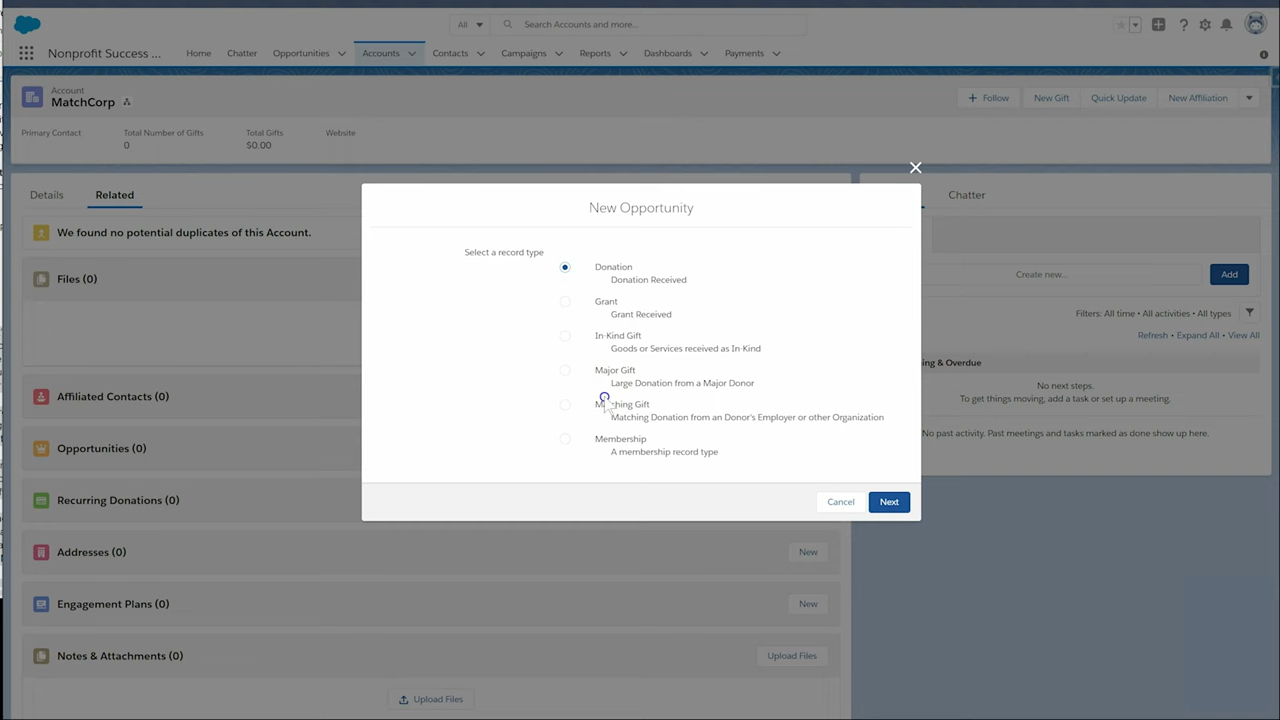 All
Search Accounts and more...
Nonprofit Success ...
Home
Chatter
Opportunities
Accounts
Contacts
Campaigns
Reports
Dashboards
Payments
Account
MatchCorp
Follow
New Gift
Quick Update
New Affiliation
Primary Contact
Total Number of Gifts
Total Gifts
Website
0
$0.00
Details
Related
Chatter
We found no potential duplicates of this Account.
Files (0)
Affiliated Contacts (0)
Opportunities (0)
Recurring Donations (0)
Addresses (0)
New
Engagement Plans (0)
New
Notes & Attachments (0)
Upload Files
Upload Files
New Opportunity
Select a record type
Donation
Donation Received
Grant
Grant Received
In-Kind Gift
Goods or Services received as In-Kind
Major Gift
Large Donation from a Major Donor
Matching Gift
Matching Donation from an Donor's Employer or other Organization
Membership
A membership record type
Cancel
Next
Create new...
Add
Filters: All time • All activities • All types
Refresh • Expand All • View All
& Overdue
No next steps.
To get things moving, add a task or set up a meeting.
No past activity. Past meetings and tasks marked as done show up here.